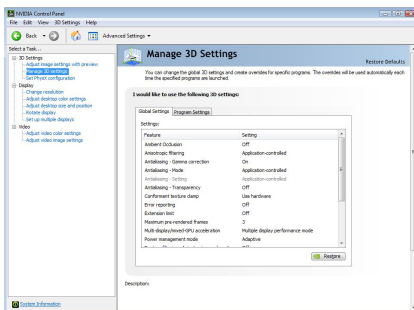 NVIDIA Control Panel
File Edit View 3D Settings Help
Back Advanced Settings
Select a Task...
3D Settings
Adjust image settings with preview
Manage 3D settings
Set PhysX configuration
Display
Change resolution
Adjust desktop color settings
Adjust desktop size and position
Rotate display
Set up multiple displays
Video
Adjust video color settings
Adjust video image settings
System Information
Manage 3D Settings
Restore Defaults
You can change the global 3D settings and create overrides for specific programs. The overrides will be used automatically each
time the specified programs are launched.
I would like to use the following 3D settings:
Global Settings Program Settings
Settings:
Feature Setting
Ambient Occlusion Off
Anisotropic filtering Application-controlled
Antialiasing - Gamma correction On
Antialiasing - Mode Application-controlled
Antialiasing - Setting Application-controlled
Antialiasing - Transparency Off
Conformant texture clamp Use hardware
Error reporting Off
Extension limit Off
Maximum pre-rendered frames 3
Multi-display/mixed-GPU acceleration Multiple display performance mode
Power management mode Adaptive
Restore
Description: